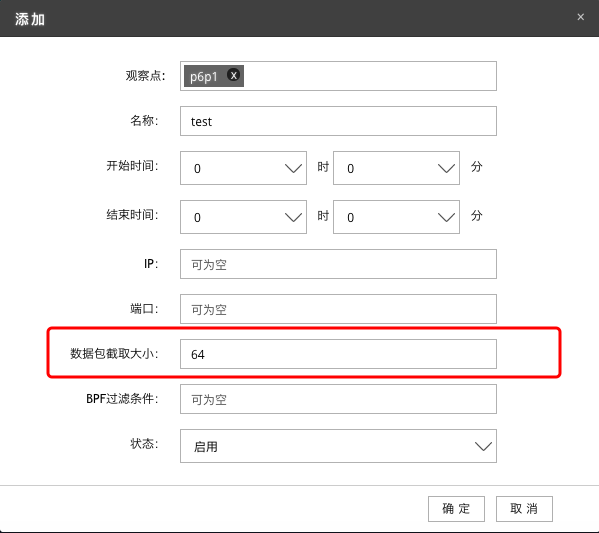 添加 ×
观察点: p6p1 x
名称: test
开始时间: 0 时 0 分
结束时间: 0 时 0 分
IP: 可为空
端口: 可为空
数据包截取大小: 64
BPF过滤条件: 可为空
状态: 启用
确定 取消